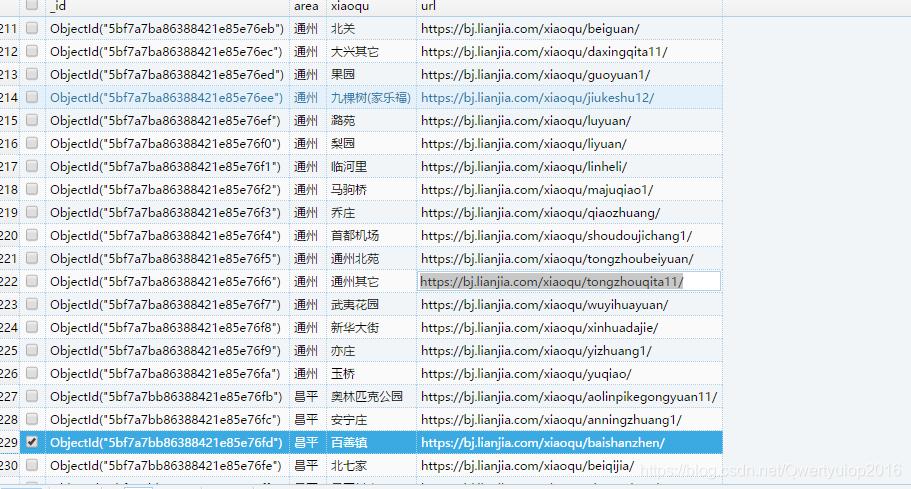 _id area xiaoqu url
211 ObjectId("5bf7a7ba86388421e85e76eb") 通州 北关 https://bj.lianjia.com/xiaoqu/beiguan/
212 ObjectId("5bf7a7ba86388421e85e76ec") 通州 大兴其它 https://bj.lianjia.com/xiaoqu/daxingqita11/
213 ObjectId("5bf7a7ba86388421e85e76ed") 通州 果园 https://bj.lianjia.com/xiaoqu/guoyuan1/
214 ObjectId("5bf7a7ba86388421e85e76ee") 通州 九棵树(家乐福) https://bj.lianjia.com/xiaoqu/jiukeshu12/
215 ObjectId("5bf7a7ba86388421e85e76ef") 通州 潞苑 https://bj.lianjia.com/xiaoqu/luyuan/
216 ObjectId("5bf7a7ba86388421e85e76f0") 通州 梨园 https://bj.lianjia.com/xiaoqu/liyuan/
217 ObjectId("5bf7a7ba86388421e85e76f1") 通州 临河里 https://bj.lianjia.com/xiaoqu/linheli/
218 ObjectId("5bf7a7ba86388421e85e76f2") 通州 马驹桥 https://bj.lianjia.com/xiaoqu/majuqiao1/
219 ObjectId("5bf7a7ba86388421e85e76f3") 通州 乔庄 https://bj.lianjia.com/xiaoqu/qiaozhuang/
220 ObjectId("5bf7a7ba86388421e85e76f4") 通州 首都机场 https://bj.lianjia.com/xiaoqu/shoudoujichang1/
221 ObjectId("5bf7a7ba86388421e85e76f5") 通州 通州北苑 https://bj.lianjia.com/xiaoqu/tongzhoubeiyuan/
222 ObjectId("5bf7a7ba86388421e85e76f6") 通州 通州其它 https://bj.lianjia.com/xiaoqu/tongzhouqita11/
223 ObjectId("5bf7a7ba86388421e85e76f7") 通州 武夷花园 https://bj.lianjia.com/xiaoqu/wuyihuayuan/
224 ObjectId("5bf7a7ba86388421e85e76f8") 通州 新华大街 https://bj.lianjia.com/xiaoqu/xinhuadajie/
225 ObjectId("5bf7a7ba86388421e85e76f9") 通州 亦庄 https://bj.lianjia.com/xiaoqu/yizhuang1/
226 ObjectId("5bf7a7ba86388421e85e76fa") 通州 玉桥 https://bj.lianjia.com/xiaoqu/yuqiao/
227 ObjectId("5bf7a7bb86388421e85e76fb") 昌平 奥林匹克公园 https://bj.lianjia.com/xiaoqu/aolinpikegongyuan11/
228 ObjectId("5bf7a7bb86388421e85e76fc") 昌平 安宁庄 https://bj.lianjia.com/xiaoqu/anningzhuang1/
229 ObjectId("5bf7a7bb86388421e85e76fd") 昌平 百善镇 https://bj.lianjia.com/xiaoqu/baishanzhen/
230 ObjectId("5bf7a7bb86388421e85e76fe") 昌平 北七家 https://bj.lianjia.com/xiaoqu/beiqijia/
https://blog.csdn.net/Qwertyuiop2016